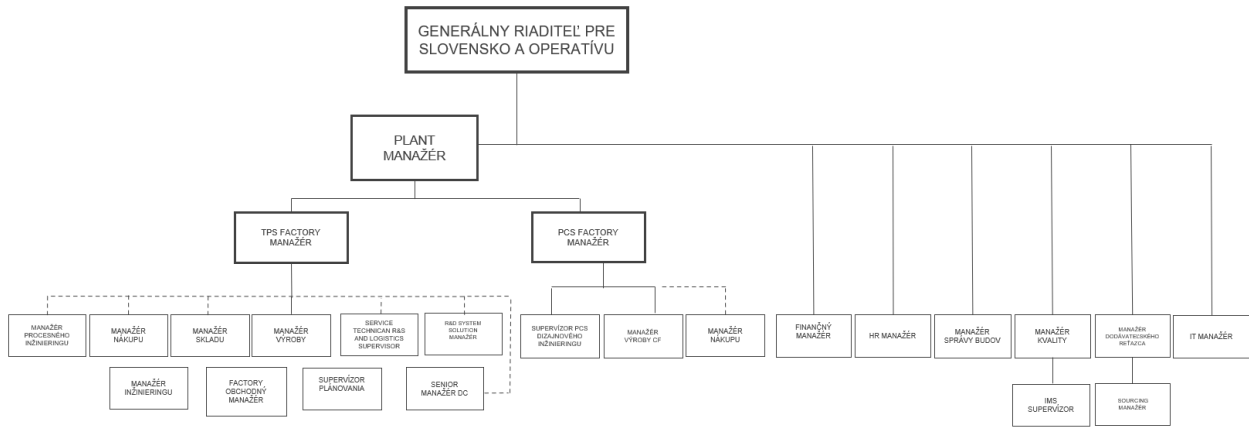 GENERÁLNY RIADITEĽ PRE
SLOVENSKO A OPERATÍVU
PLANT
MANAŽÉR
TPS FACTORY
MANAŽÉR
PCS FACTORY
MANAŽÉR
MANAŽÉR
PROCESNÉHO
INŽINIERINGU
MANAŽÉR
NÁKUPU
MANAŽÉR
SKLADU
MANAŽÉR
VÝROBY
SERVICE
TECHNICAN R&S
AND LOGISTICS
SUPERVISOR
R&D SYSTEM
SOLUTION
MANAŽÉR
SUPERVÍZOR PCS
DIZAJNOVÉHO
INŽINIERINGU
MANAŽÉR
VÝROBY CF
MANAŽÉR
NÁKUPU
FINANČNÝ
MANAŽÉR
HR MANAŽÉR
MANAŽÉR
SPRÁVY BUDOV
MANAŽÉR
KVALITY
MANAŽÉR
DODÁVATEĽSKÉHO
REŤAZCA
IT MANAŽÉR
MANAŽÉR
INŽINIERINGU
FACTORY
OBCHODNÝ
MANAŽÉR
SUPERVÍZOR
PLÁNOVANIA
SENIOR
MANAŽÉR DC
IMS
SUPERVÍZOR
SOURCING
MANAŽÉR